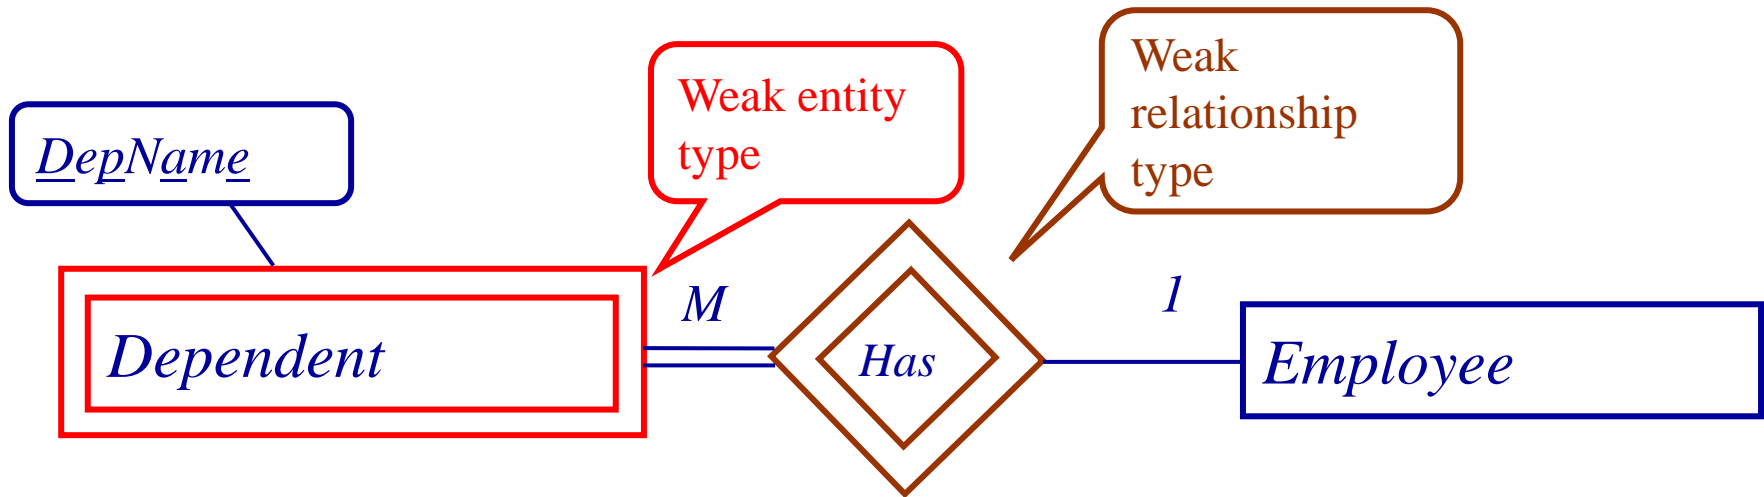 Weak entity
type
Weak
relationship
type
DepName
M
1
Dependent
Has
Employee